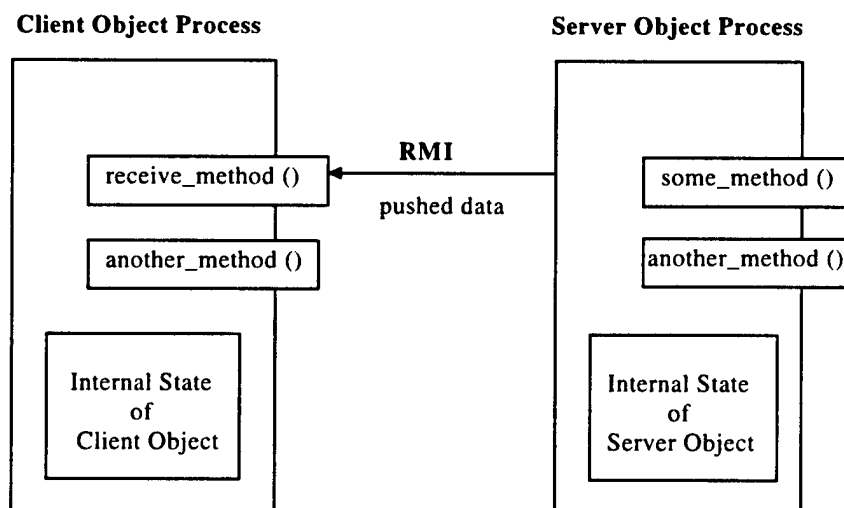 Client Object Process
Server Object Process
RMI
receive_method ()
some_method ()
pushed data
another_method ()
another_method ()
Internal State
of
Client Object
Internal State
of
Server Object